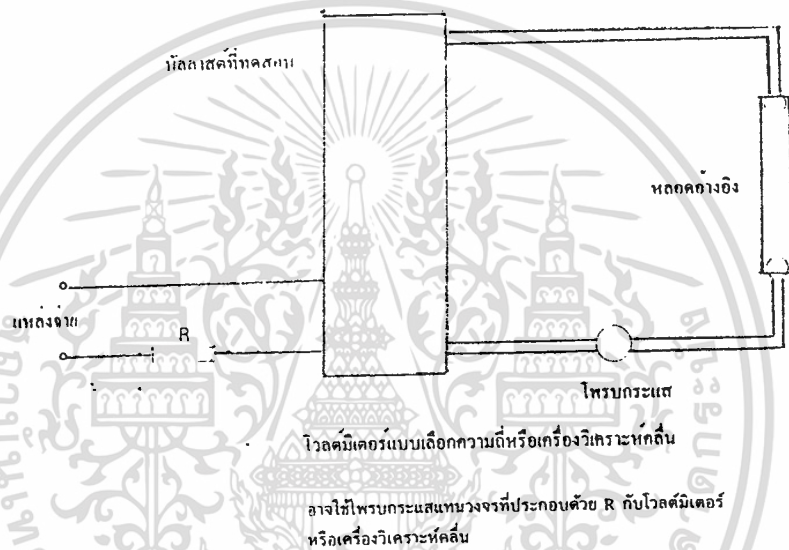 บัลลาสต์ที่ทดสอบ
หลอดอ้างอิง
แหล่งจ่าย
R
โพรบกระแส
โวลต์มิเตอร์แบบเลือกความถี่หรือเครื่องวิเคราะห์คลื่น
อาจใช้โพรบกระแสแทนวงจรที่ประกอบด้วย R กับโวลต์มิเตอร์
หรือเครื่องวิเคราะห์คลื่น